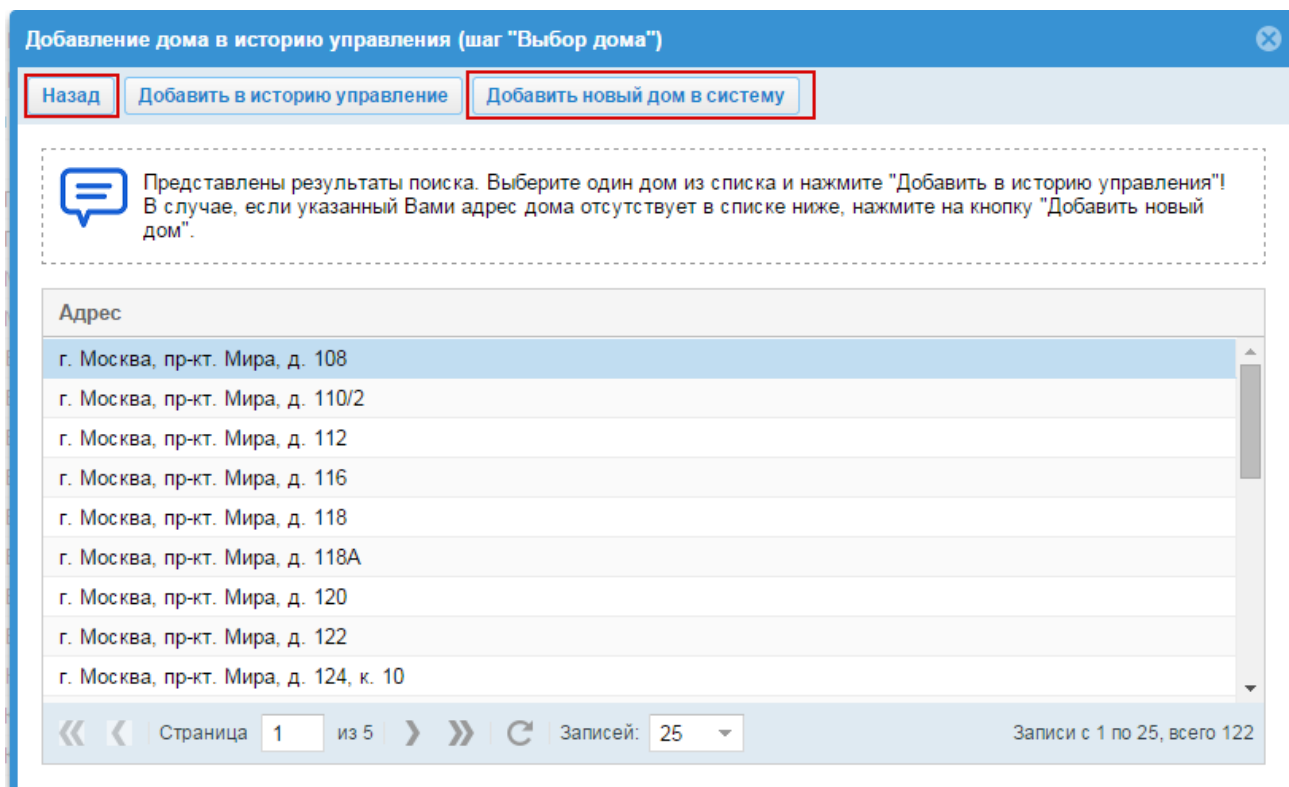 Добавление дома в историю управления (шаг "Выбор дома")
Назад Добавить в историю управление Добавить новый дом в систему
Представлены результаты поиска. Выберите один дом из списка и нажмите "Добавить в историю управления"!
В случае, если указанный Вами адрес дома отсутствует в списке ниже, нажмите на кнопку "Добавить новый
дом".
Адрес
г. Москва, пр-кт. Мира, д. 108
г. Москва, пр-кт. Мира, д. 110/2
г. Москва, пр-кт. Мира, д. 112
г. Москва, пр-кт. Мира, д. 116
г. Москва, пр-кт. Мира, д. 118
г. Москва, пр-кт. Мира, д. 118А
г. Москва, пр-кт. Мира, д. 120
г. Москва, пр-кт. Мира, д. 122
г. Москва, пр-кт. Мира, д. 124, к. 10
Страница 1 из 5 Записей: 25 Записи с 1 по 25, всего 122